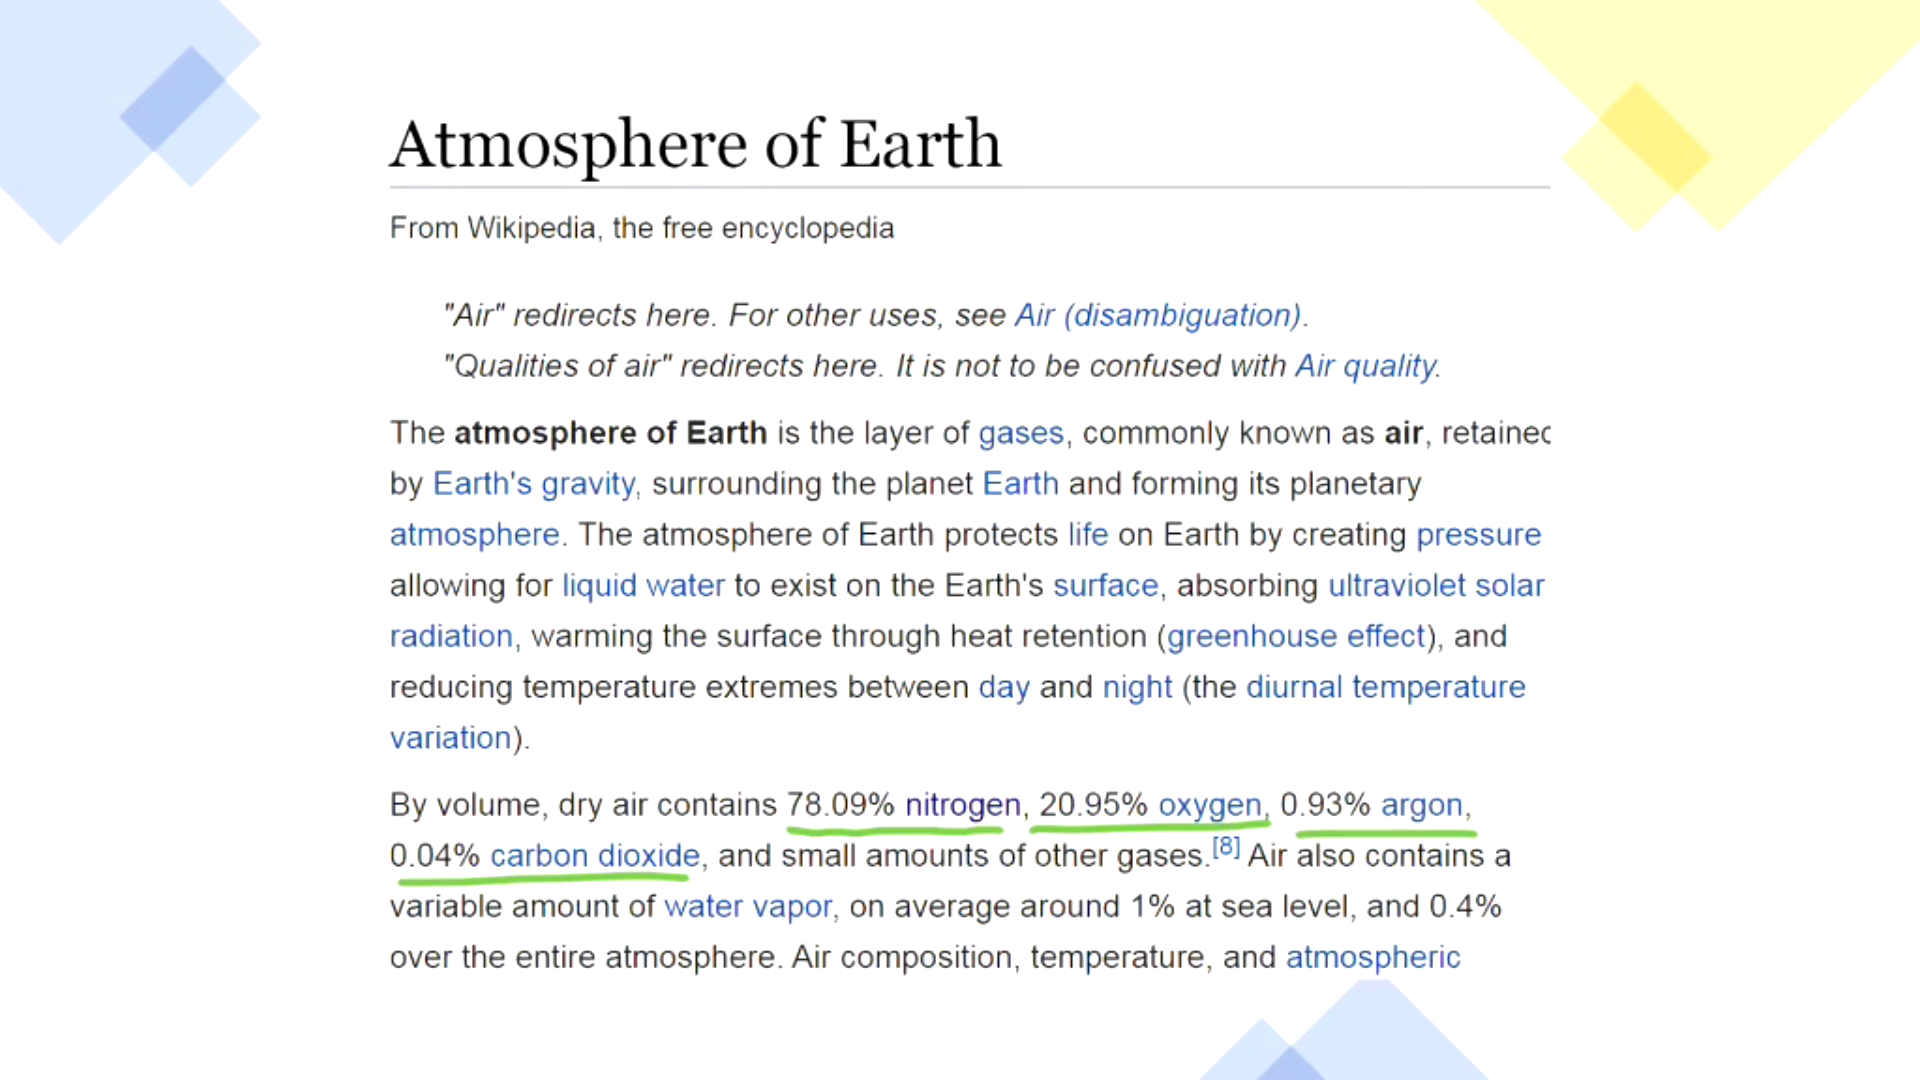 Atmosphere of Earth
From Wikipedia, the free encyclopedia
"Air" redirects here. For other uses, see Air (disambiguation).
"Qualities of air" redirects here. It is not to be confused with Air quality.
The atmosphere of Earth is the layer of gases, commonly known as air, retained
by Earth's gravity, surrounding the planet Earth and forming its planetary
atmosphere. The atmosphere of Earth protects life on Earth by creating pressure
allowing for liquid water to exist on the Earth's surface, absorbing ultraviolet solar
radiation, warming the surface through heat retention (greenhouse effect), and
reducing temperature extremes between day and night (the diurnal temperature
variation).
By volume, dry air contains 78.09% nitrogen, 20.95% oxygen, 0.93% argon,
0.04% carbon dioxide, and small amounts of other gases.[8] Air also contains a
variable amount of water vapor, on average around 1% at sea level, and 0.4%
over the entire atmosphere. Air composition, temperature, and atmospheric